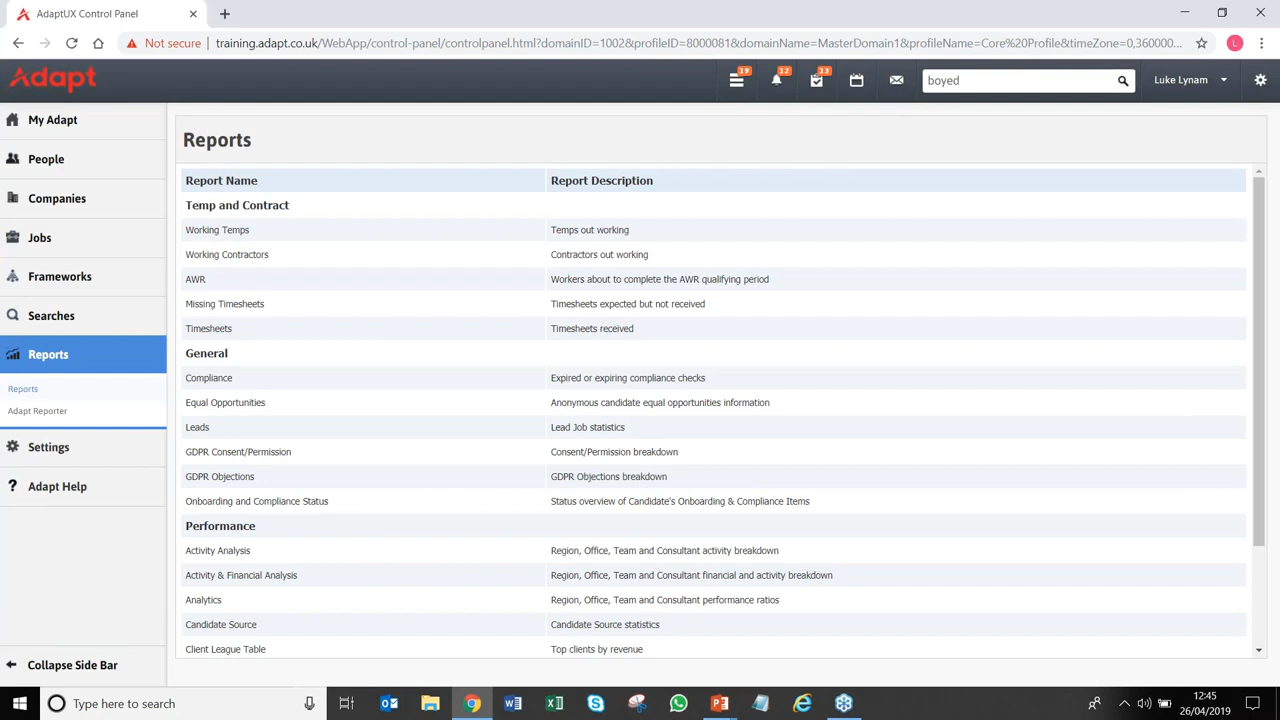 AdaptUX Control Panel
Not secure training.adapt.co.uk/WebApp/control-panel/controlpanel.html?domainID=1002&profileID=8000081&domainName=MasterDomain1&profileName=Core%20Profile&timeZone=0,360000... L
Adapt 19 12 13 boyed Luke Lynam
My Adapt
People
Companies
Jobs
Frameworks
Searches
Reports
Reports
Adapt Reporter
Settings
? Adapt Help
Collapse Side Bar
Reports
Report Name Report Description
Temp and Contract
Working Temps Temps out working
Working Contractors Contractors out working
AWR Workers about to complete the AWR qualifying period
Missing Timesheets Timesheets expected but not received
Timesheets Timesheets received
General
Compliance Expired or expiring compliance checks
Equal Opportunities Anonymous candidate equal opportunities information
Leads Lead Job statistics
GDPR Consent/Permission Consent/Permission breakdown
GDPR Objections GDPR Objections breakdown
Onboarding and Compliance Status Status overview of Candidate's Onboarding & Compliance Items
Performance
Activity Analysis Region, Office, Team and Consultant activity breakdown
Activity & Financial Analysis Region, Office, Team and Consultant financial and activity breakdown
Analytics Region, Office, Team and Consultant performance ratios
Candidate Source Candidate Source statistics
Client League Table Top clients by revenue
Type here to search
12:45
26/04/2019